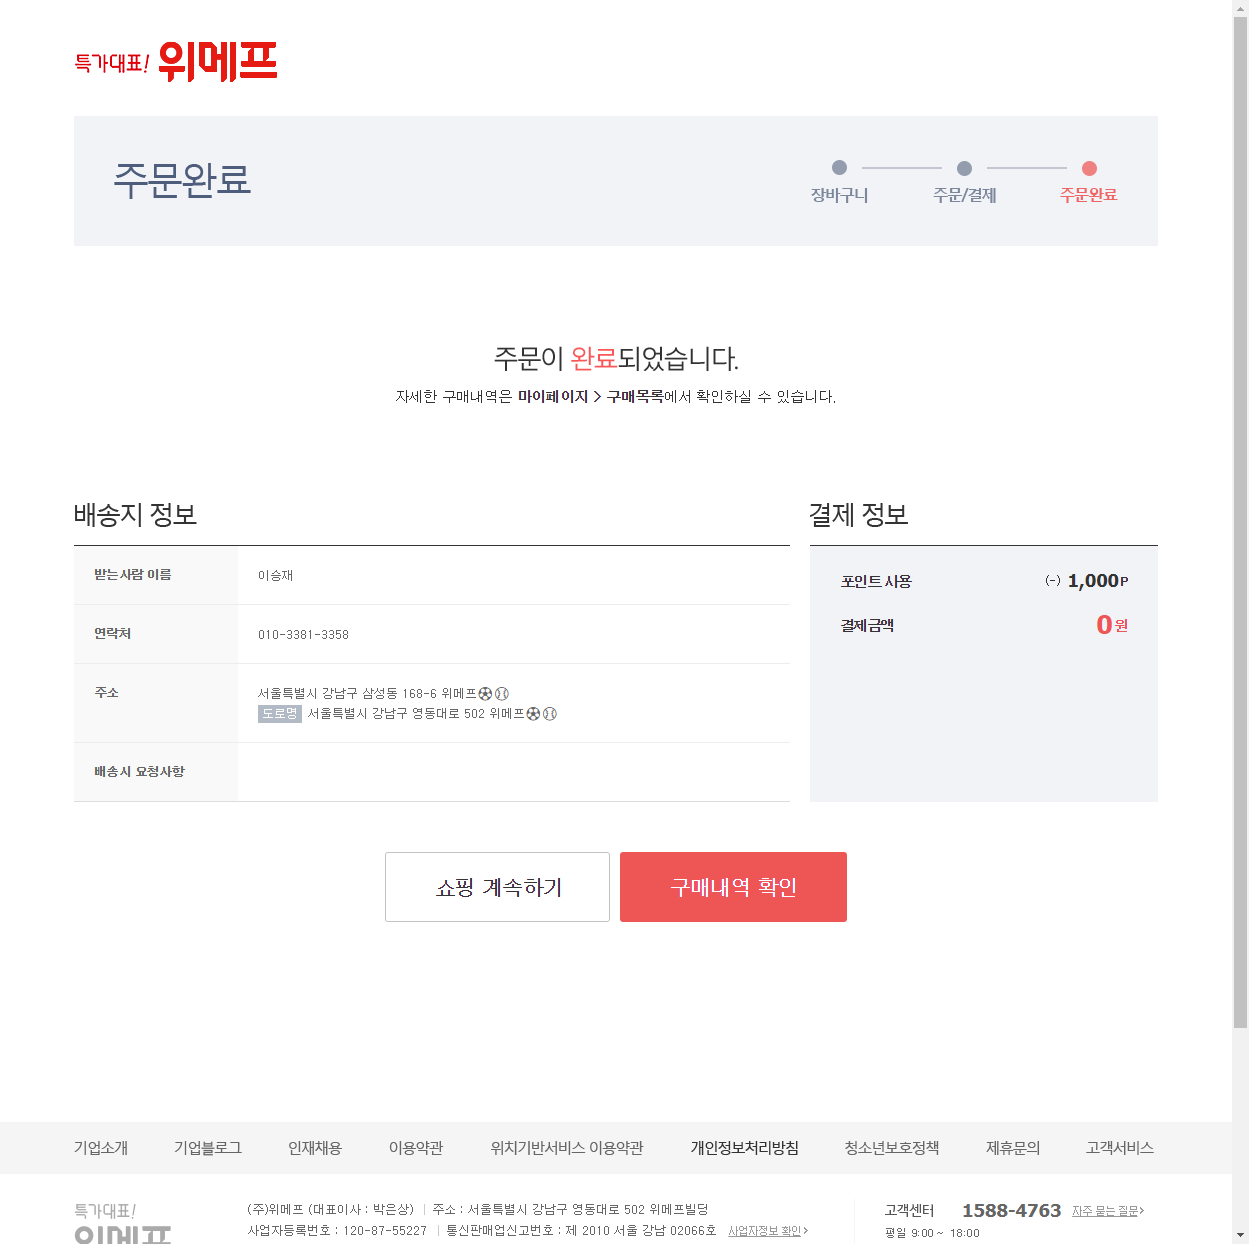 특가대표! 위메프
주문완료
장바구니 주문/결제 주문완료
주문이 완료되었습니다.
자세한 구매내역은 마이페이지 > 구매목록에서 확인하실 수 있습니다.
배송지 정보
받는사람 이름 이승재
연락처 010-3381-3358
주소 서울특별시 강남구 삼성동 168-6 위메프⚽⚾
도로명 서울특별시 강남구 영동대로 502 위메프⚽⚾
배송시 요청사항
결제 정보
포인트 사용 (-) 1,000P
결제금액 0원
쇼핑 계속하기 구매내역 확인
기업소개 기업블로그 인재채용 이용약관 위치기반서비스 이용약관 개인정보처리방침 청소년보호정책 제휴문의 고객서비스
특가대표!
위메프
(주)위메프 (대표이사 : 박은상) | 주소 : 서울특별시 강남구 영동대로 502 위메프빌딩
사업자등록번호 : 120-87-55227 | 통신판매업신고번호 : 제 2010 서울 강남 02066호 사업자정보 확인 >
고객센터 1588-4763 자주 묻는 질문 >
평일 9:00 ~ 18:00